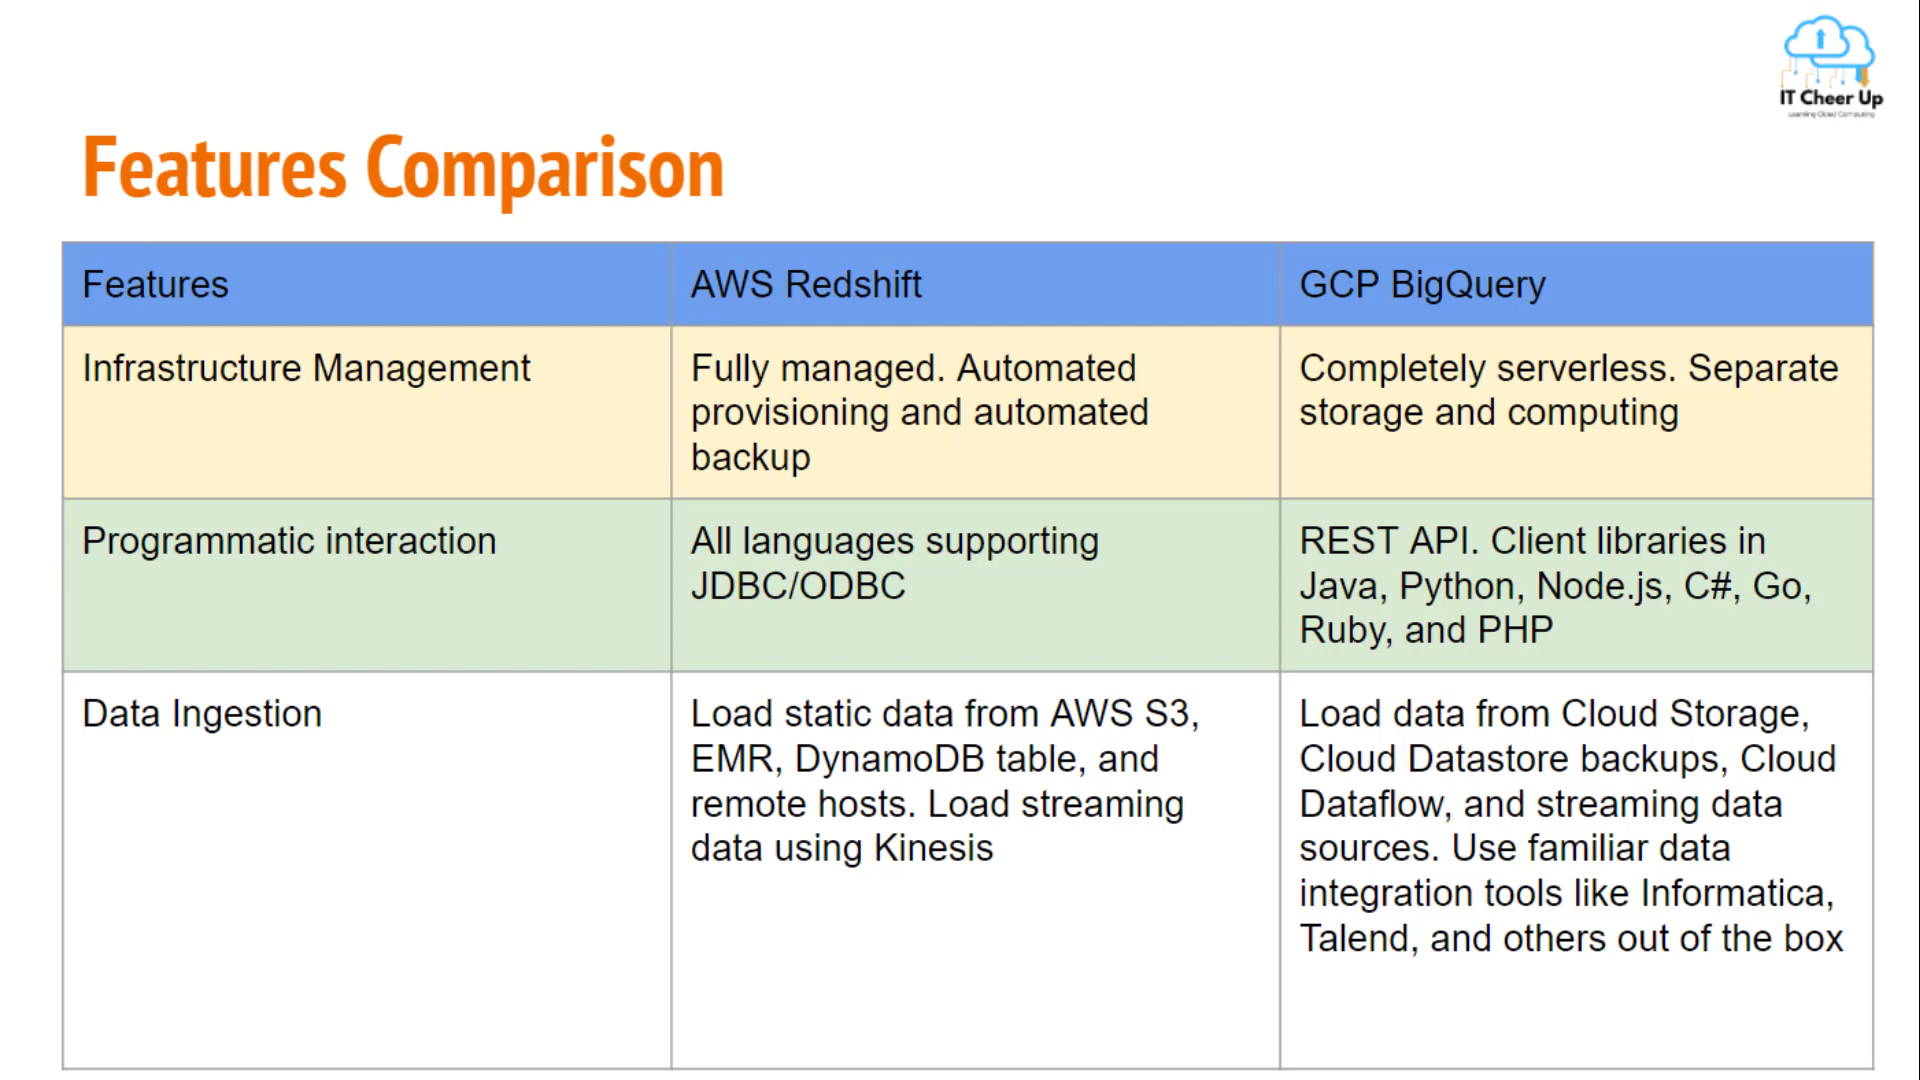 IT Cheer Up
Learning Cloud Computing
Features Comparison
Features
AWS Redshift
GCP BigQuery
Infrastructure Management
Fully managed. Automated
provisioning and automated
backup
Completely serverless. Separate
storage and computing
Programmatic interaction
All languages supporting
JDBC/ODBC
REST API. Client libraries in
Java, Python, Node.js, C#, Go,
Ruby, and PHP
Data Ingestion
Load static data from AWS S3,
EMR, DynamoDB table, and
remote hosts. Load streaming
data using Kinesis
Load data from Cloud Storage,
Cloud Datastore backups, Cloud
Dataflow, and streaming data
sources. Use familiar data
integration tools like Informatica,
Talend, and others out of the box